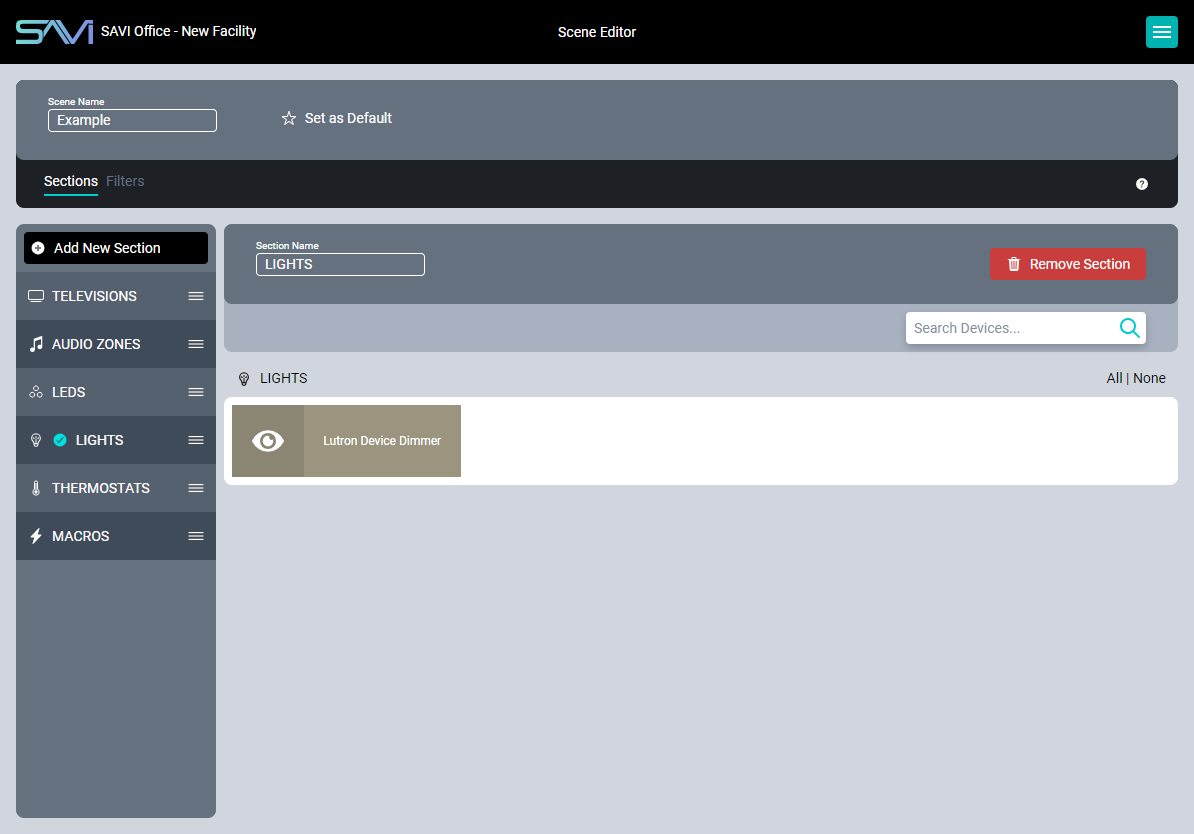 SAVI SAVI Office - New Facility
Scene Editor
Scene Name
Example
Set as Default
Sections Filters
?
Add New Section
TELEVISIONS
AUDIO ZONES
LEDS
LIGHTS
THERMOSTATS
MACROS
Section Name
LIGHTS
Remove Section
Search Devices...
LIGHTS
All | None
Lutron Device Dimmer